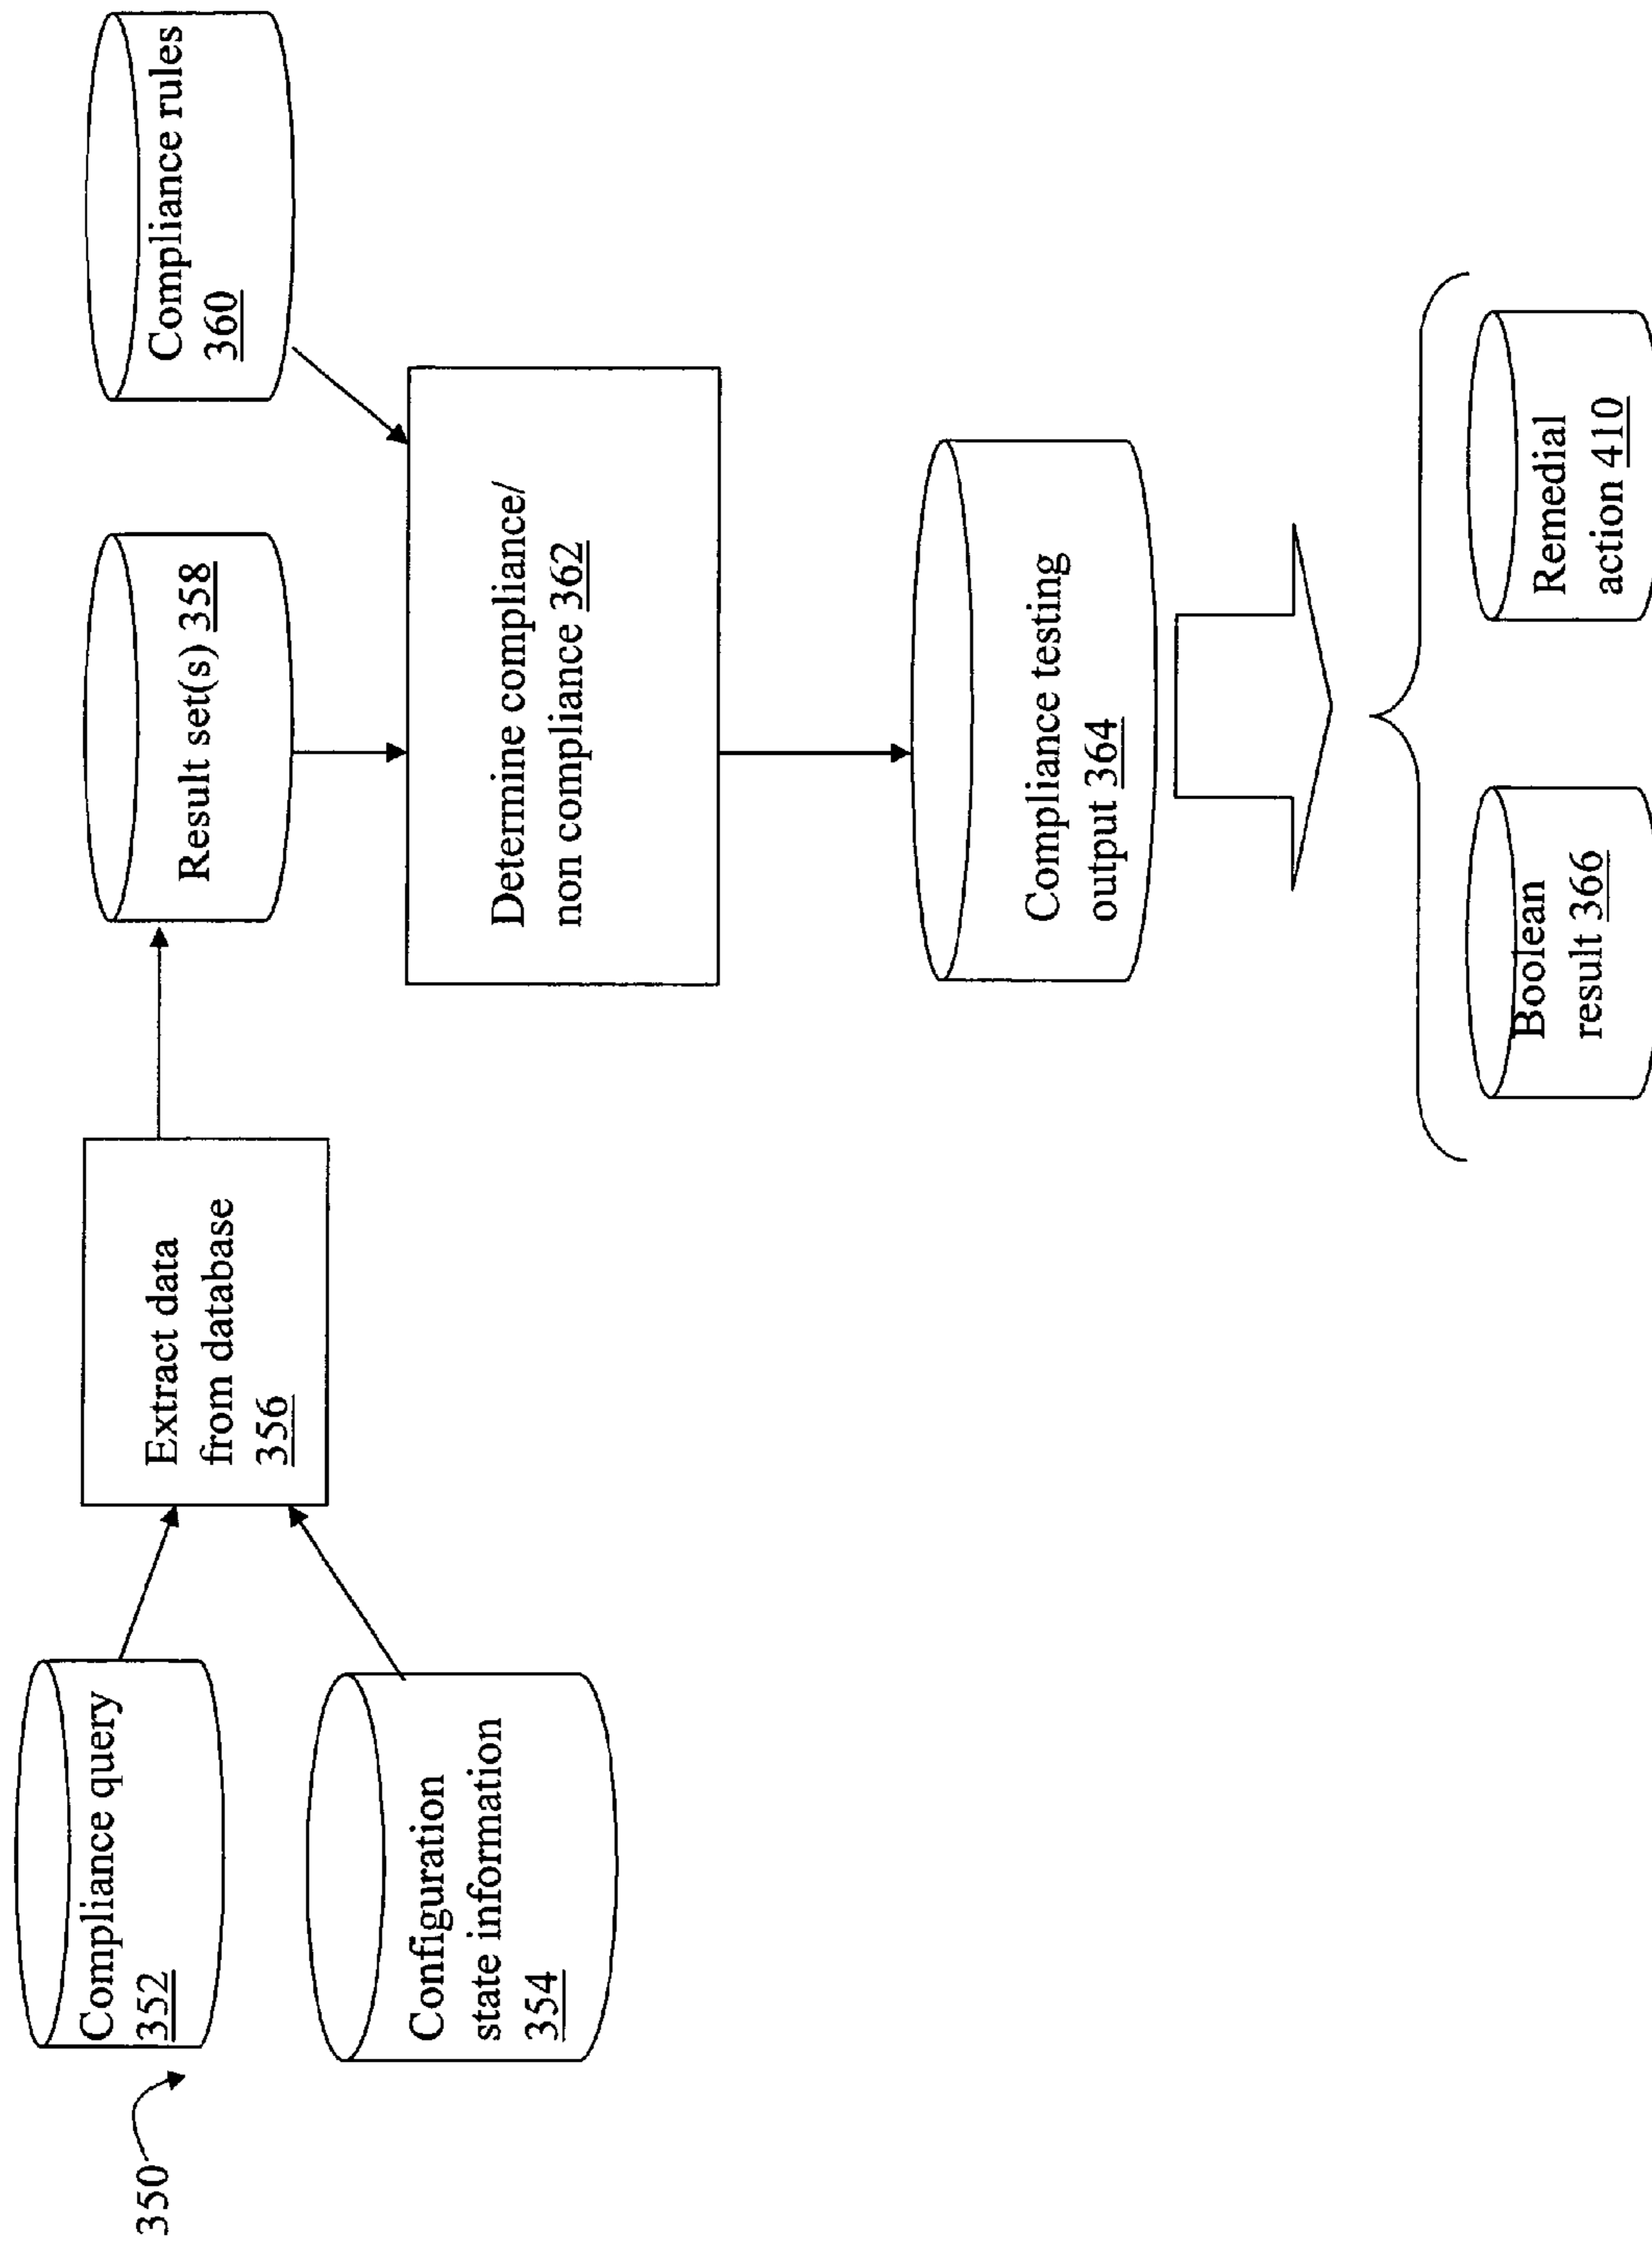 350
Compliance query
352
Configuration
state information
354
Extract data
from database
356
Result set(s) 358
Compliance rules
360
Determine compliance/
non compliance 362
Compliance testing
output 364
Boolean
result 366
Remedial
action 410